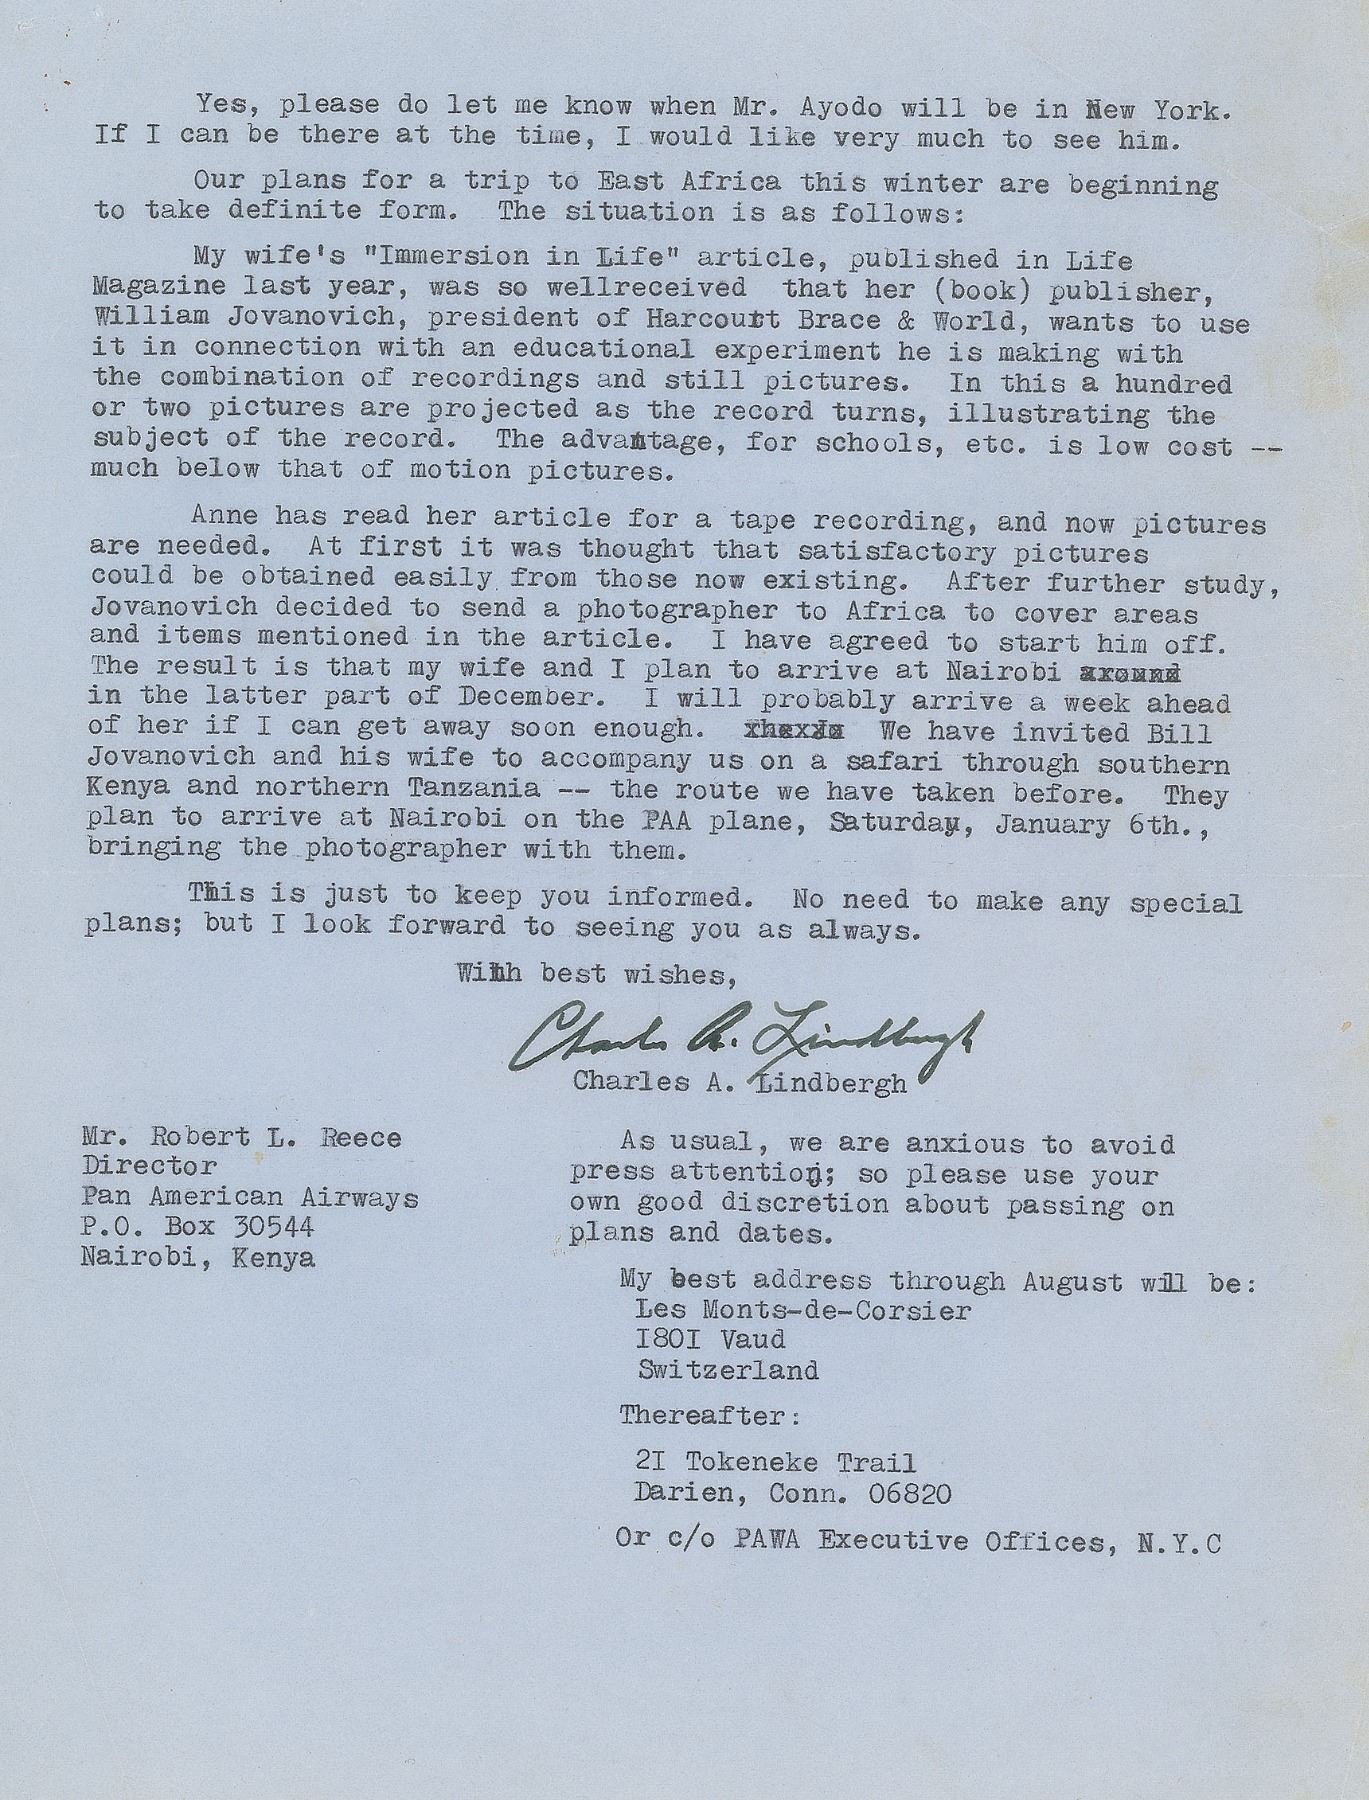 Yes, please do let me know when Mr. Ayodo will be in New York.
If I can be there at the time, I would like very much to see him.
Our plans for a trip to East Africa this winter are beginning
to take definite form. The situation is as follows:
My wife's "Immersion in Life" article, published in Life
Magazine last year, was so wellreceived that her (book) publisher,
William Jovanovich, president of Harcourt Brace & World, wants to use
it in connection with an educational experiment he is making with
the combination of recordings and still pictures. In this a hundred
or two pictures are projected as the record turns, illustrating the
subject of the record. The advantage, for schools, etc. is low cost --
much below that of motion pictures.
Anne has read her article for a tape recording, and now pictures
are needed. At first it was thought that satisfactory pictures
could be obtained easily from those now existing. After further study,
Jovanovich decided to send a photographer to Africa to cover areas
and items mentioned in the article. I have agreed to start him off.
The result is that my wife and I plan to arrive at Nairobi around
in the latter part of December. I will probably arrive a week ahead
of her if I can get away soon enough. We have invited Bill
Jovanovich and his wife to accompany us on a safari through southern
Kenya and northern Tanzania -- the route we have taken before. They
plan to arrive at Nairobi on the PAA plane, Saturday, January 6th.,
bringing the photographer with them.
This is just to keep you informed. No need to make any special
plans; but I look forward to seeing you as always.
With best wishes,
Charles A. Lindbergh
Charles A. Lindbergh
Mr. Robert L. Reece
Director
Pan American Airways
P.O. Box 30544
Nairobi, Kenya
As usual, we are anxious to avoid
press attention; so please use your
own good discretion about passing on
plans and dates.
My best address through August will be:
Les Monts-de-Corsier
I80I Vaud
Switzerland
Thereafter:
2I Tokeneke Trail
Darien, Conn. 06820
Or c/o PAWA Executive Offices, N.Y.C